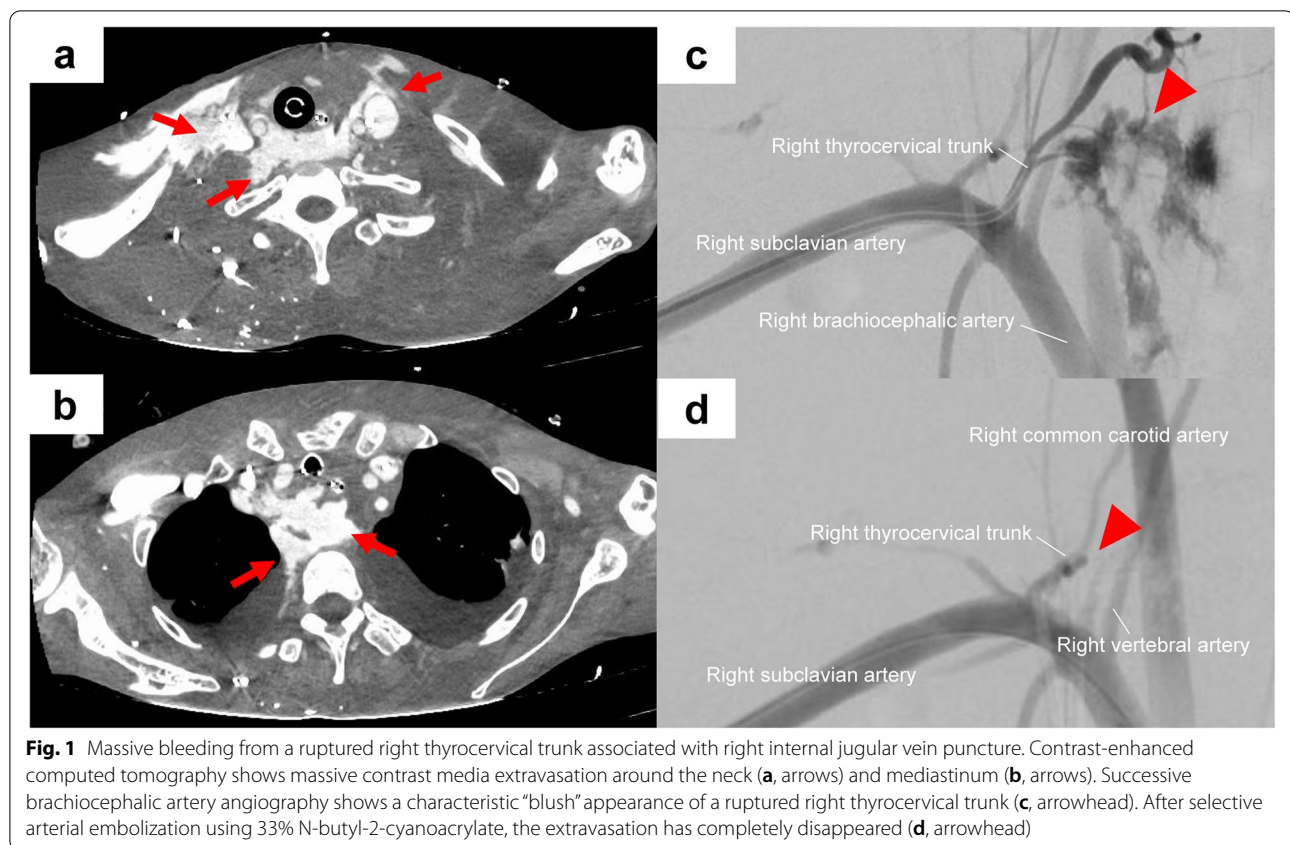 a
c
Right thyrocervical trunk
Right subclavian artery
Right brachiocephalic artery
b
d
Right common carotid artery
Right thyrocervical trunk
Right vertebral artery
Right subclavian artery
Fig. 1 Massive bleeding from a ruptured right thyrocervical trunk associated with right internal jugular vein puncture. Contrast-enhanced
computed tomography shows massive contrast media extravasation around the neck (a, arrows) and mediastinum (b, arrows). Successive
brachiocephalic artery angiography shows a characteristic “blush” appearance of a ruptured right thyrocervical trunk (c, arrowhead). After selective
arterial embolization using 33% N-butyl-2-cyanoacrylate, the extravasation has completely disappeared (d, arrowhead)